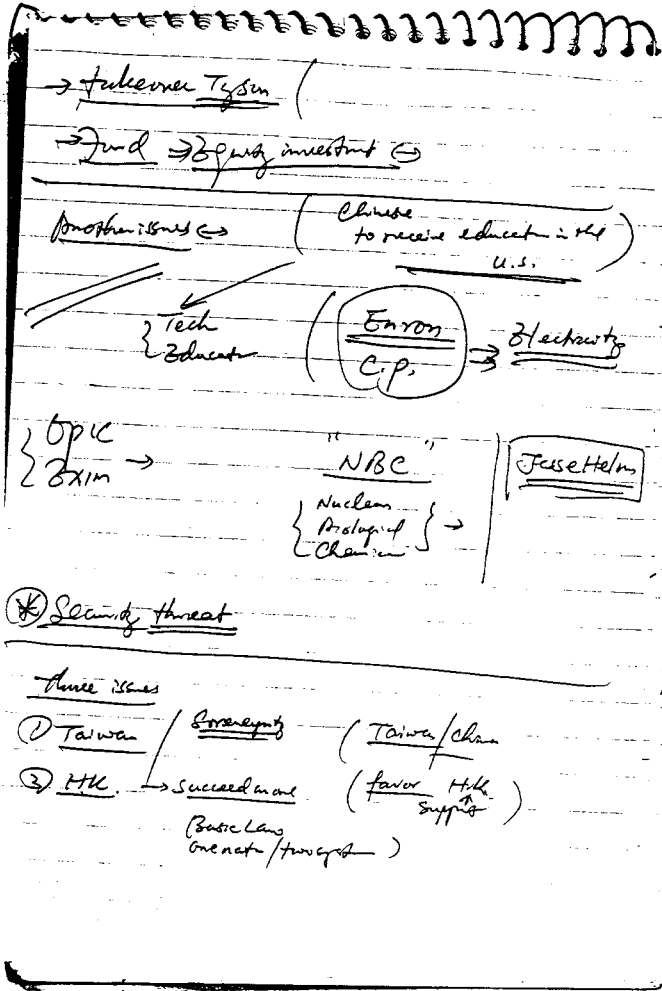 → takeover Tyson (
→ Fund ⇒ Equity investment ↔
Another issues ↔ ( Chinese
to receive education in the
U.S. )
{ Tech
Education
( Enron
C.P. ⇒ Electricity
{ Opic
Exim →
"NBC"
Jesse Helms
{ Nuclear
Biological
Chemical } →
* Security threat
three issues
① Taiwan / Sovereignty ( Taiwan / China
② HK. → succeed
( favor HK
support )
Basic Law
one nation / two system )